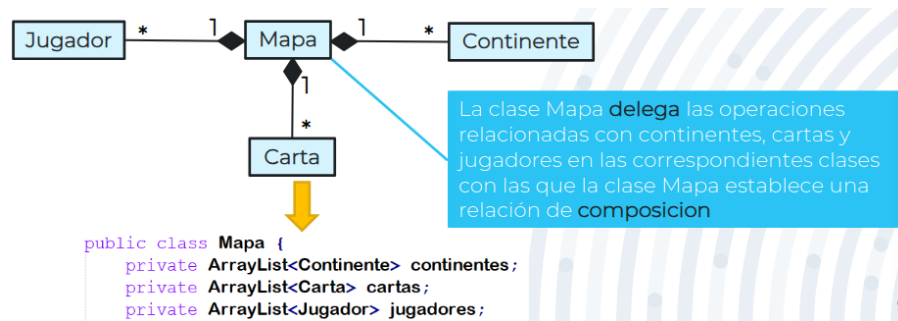 Jugador * 1 Mapa 1 * Continente
1
*
Carta
La clase Mapa delega las operaciones
relacionadas con continentes, cartas y
jugadores en las correspondientes clases
con las que la clase Mapa establece una
relación de composicion
public class Mapa {
private ArrayList<Continente> continentes;
private ArrayList<Carta> cartas;
private ArrayList<Jugador> jugadores;